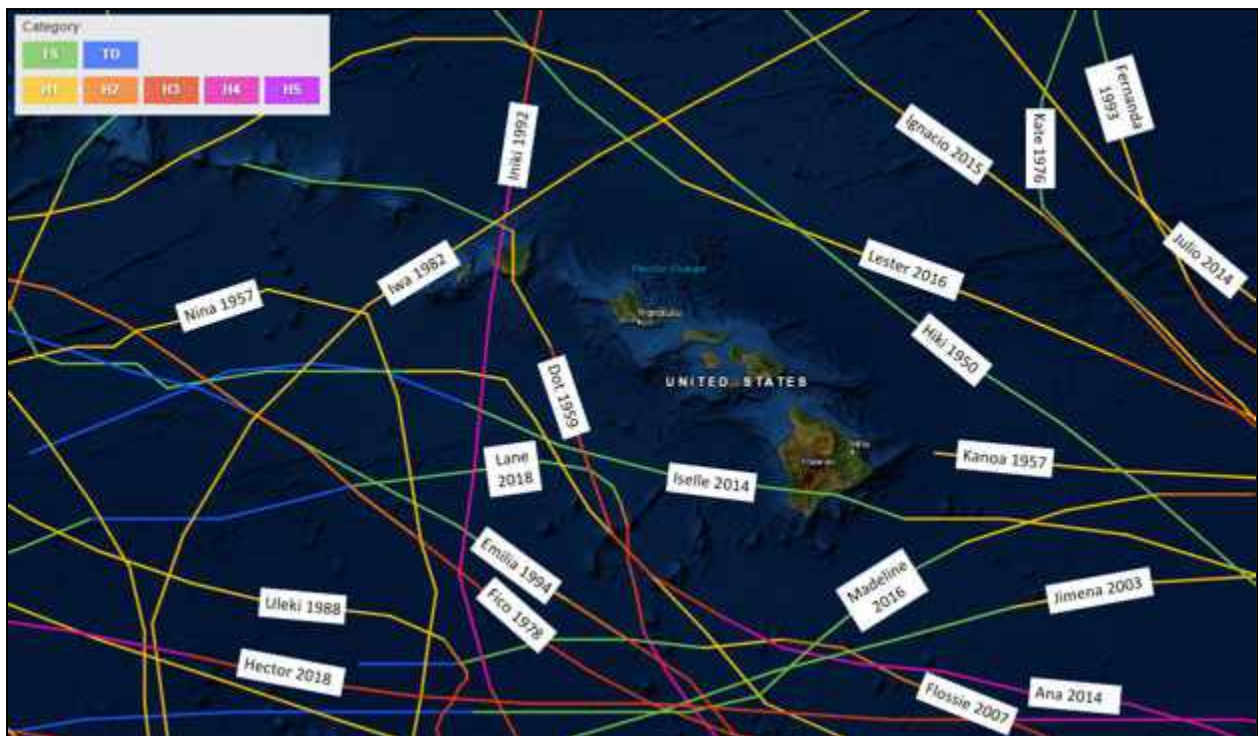 Category
TS TD
H1 H2 H3 H4 H5
Iniki 1992
Fernanda
1993
Kate 1976
Ignacio 2015
Julio 2014
Lester 2016
Iwa 1982
Nina 1957
Honolulu
Hiki 1950
UNITED STATES
Dot 1959
Kanoa 1957
Hilo
Lane
2018
Iselle 2014
Emilia 1994
Madeline
2016
Jimena 2003
Uleki 1988
Fico 1978
Hector 2018
Flossie 2007
Ana 2014